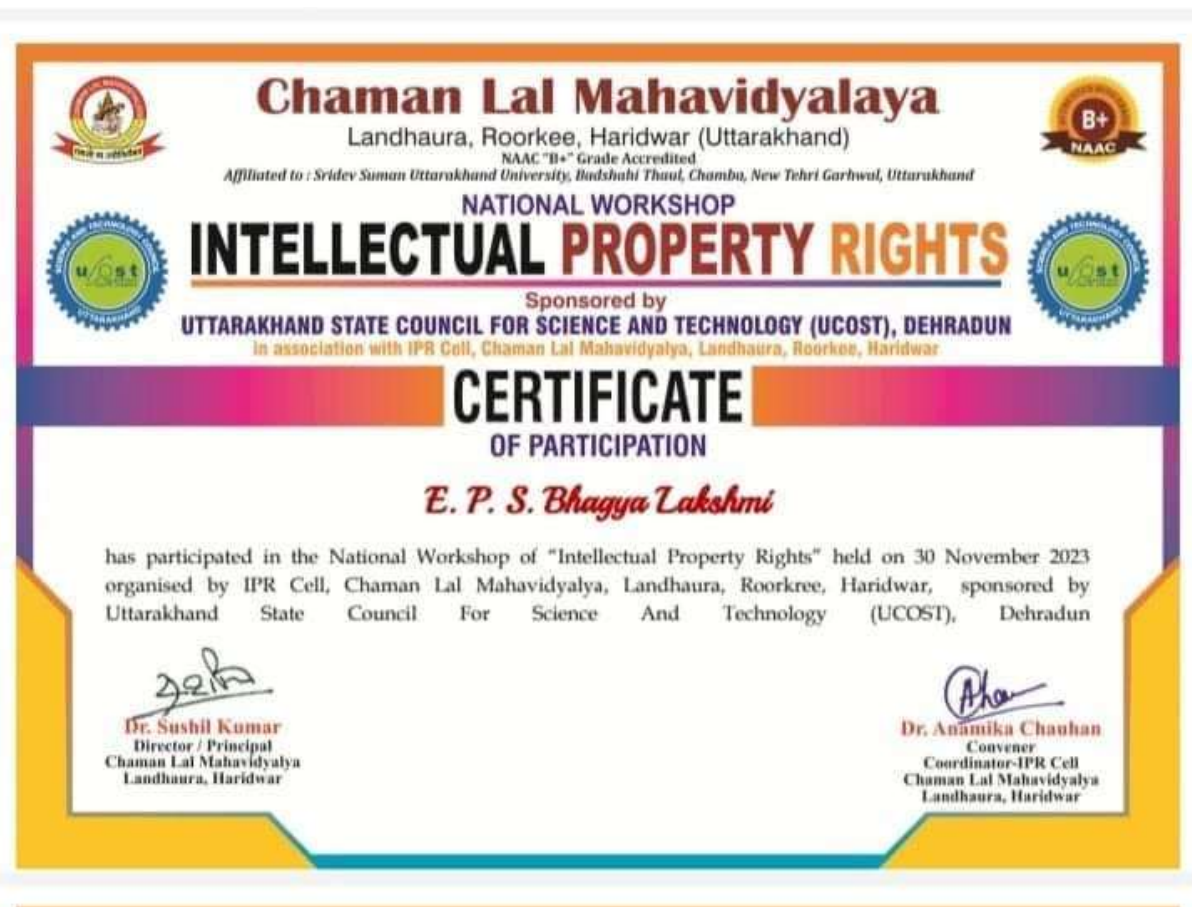 Chaman Lal Mahavidyalaya
Landhaura, Roorkee, Haridwar (Uttarakhand)
NAAC "B+" Grade Accredited
Affiliated to : Sridev Suman Uttarakhand University, Badshahi Thaul, Chamba, New Tehri Garhwal, Uttarakhand
B+
NAAC
NATIONAL WORKSHOP
INTELLECTUAL PROPERTY RIGHTS
ucost
UTTARAKHAND
ucost
UTTARAKHAND
Sponsored by
UTTARAKHAND STATE COUNCIL FOR SCIENCE AND TECHNOLOGY (UCOST), DEHRADUN
in association with IPR Cell, Chaman Lal Mahavidyalya, Landhaura, Roorkee, Haridwar
CERTIFICATE
OF PARTICIPATION
E. P. S. Bhagya Lakshmi
has participated in the National Workshop of "Intellectual Property Rights" held on 30 November 2023
organised by IPR Cell, Chaman Lal Mahavidyalya, Landhaura, Roorkree, Haridwar, sponsored by
Uttarakhand State Council For Science And Technology (UCOST), Dehradun
Dr. Sushil Kumar
Director / Principal
Chaman Lal Mahavidyalya
Landhaura, Haridwar
Dr. Anamika Chauhan
Convener
Coordinator-IPR Cell
Chaman Lal Mahavidyalya
Landhaura, Haridwar